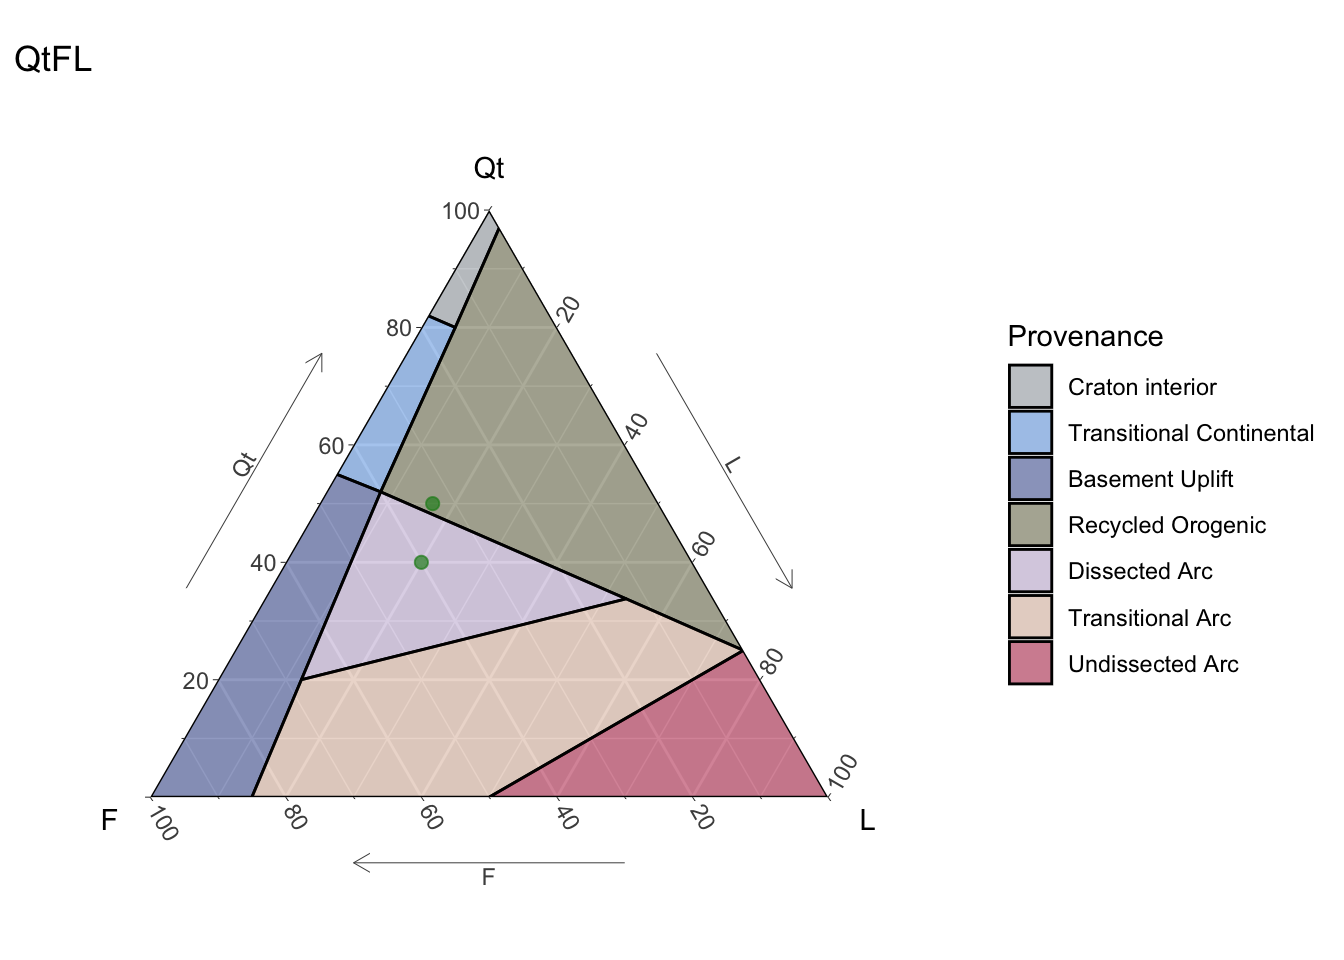 QtFL
Qt
100
80
60
40
20
20
40
60
80
100
Qt
L
F
L
100
80
60
40
20
F
Provenance
Craton interior
Transitional Continental
Basement Uplift
Recycled Orogenic
Dissected Arc
Transitional Arc
Undissected Arc